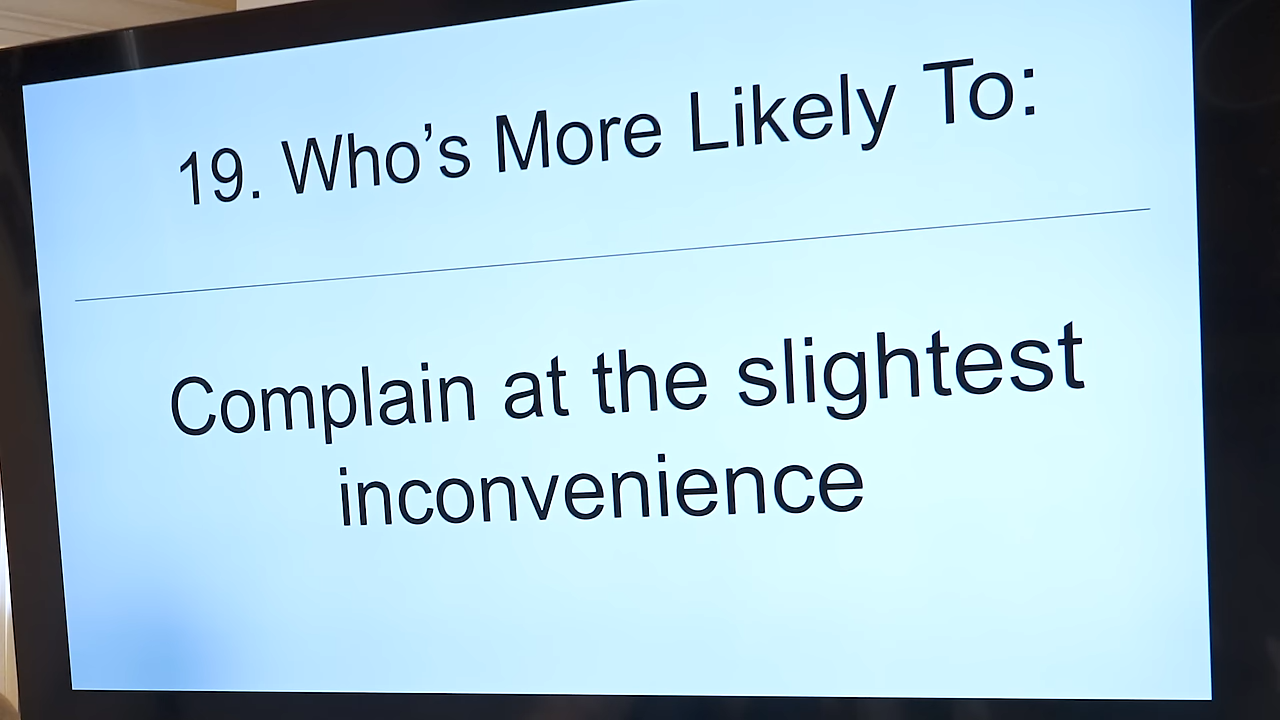 19. Who’s More Likely To:
Complain at the slightest
inconvenience